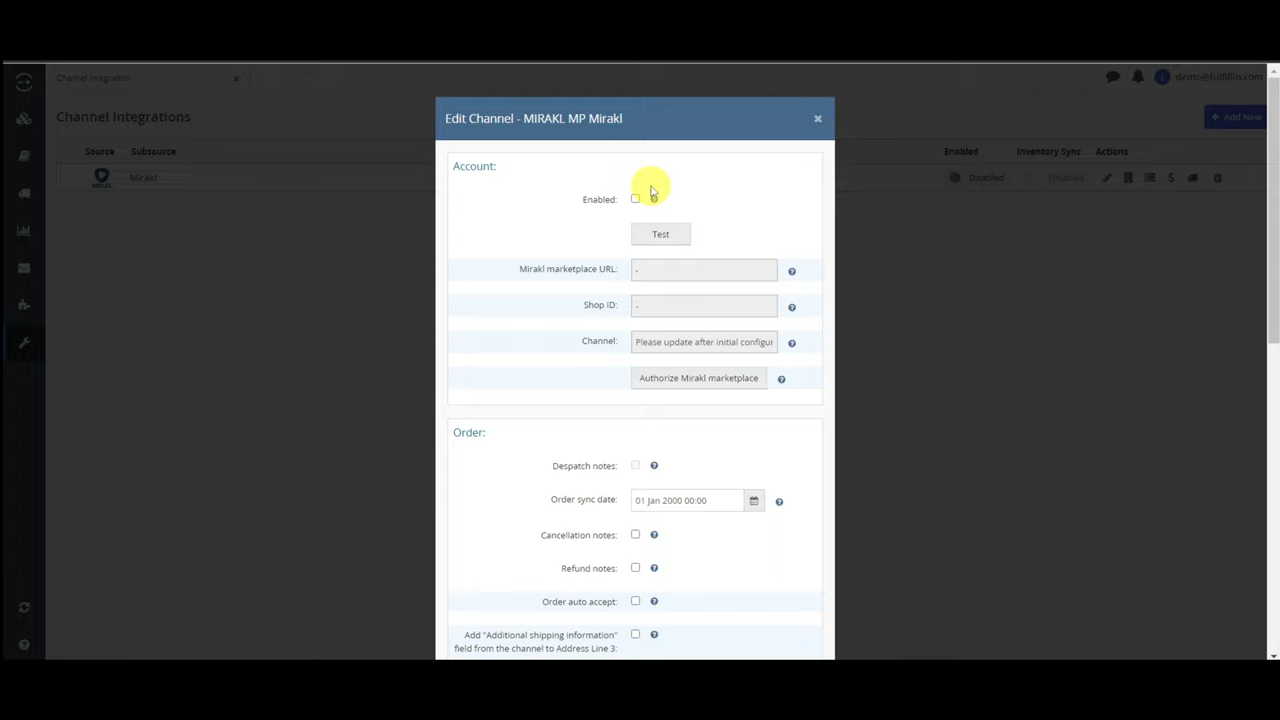 Channel Integration
demo@fulfillin.com
Channel Integrations
Add New
Source Subsource Enabled Inventory Sync Actions
MIRAKL Mirakl Disabled Disabled
Edit Channel - MIRAKL MP Mirakl
Account:
Enabled:
Test
Mirakl marketplace URL: -
Shop ID: -
Channel: Please update after initial configur
Authorize Mirakl marketplace
Order:
Despatch notes:
Order sync date: 01 Jan 2000 00:00
Cancellation notes:
Refund notes:
Order auto accept:
Add "Additional shipping information"
field from the channel to Address Line 3: